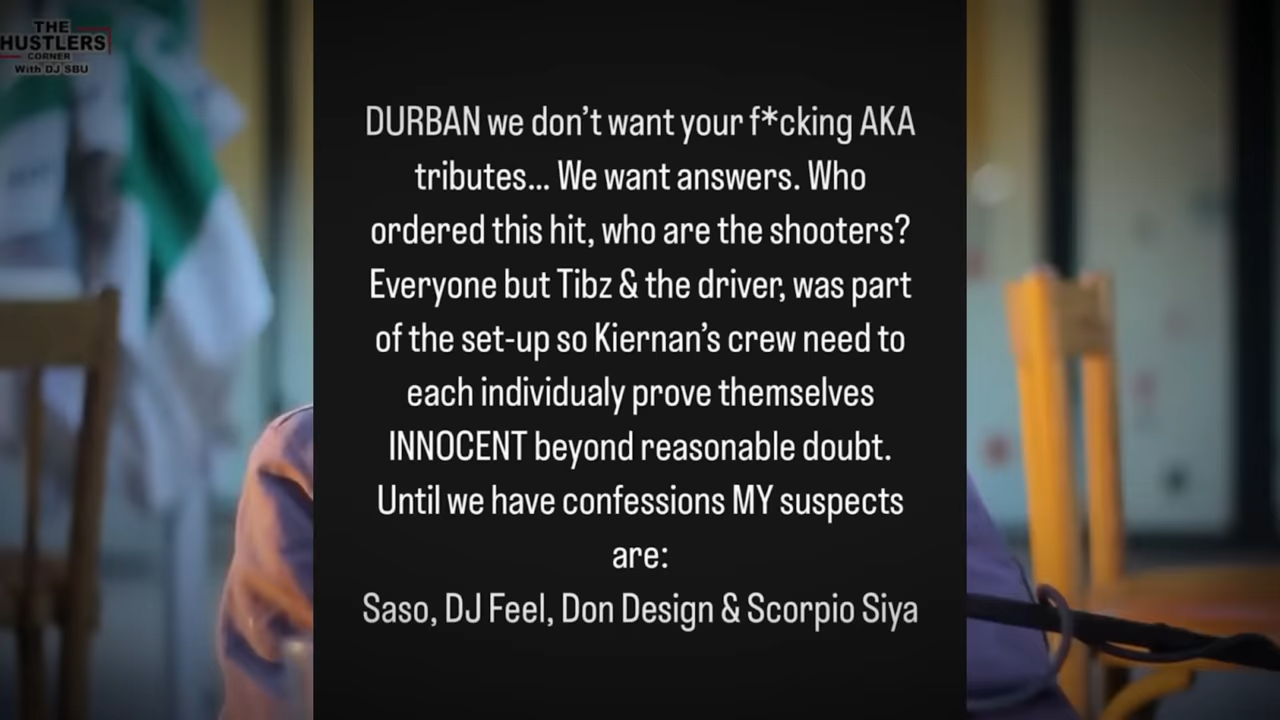 THE
HUSTLERS
CORNER
With DJ SBU
DURBAN we don't want your f*cking AKA
tributes... We want answers. Who
ordered this hit, who are the shooters?
Everyone but Tibz & the driver, was part
of the set-up so Kiernan's crew need to
each individualy prove themselves
INNOCENT beyond reasonable doubt.
Until we have confessions MY suspects
are:
Saso, DJ Feel, Don Design & Scorpio Siya